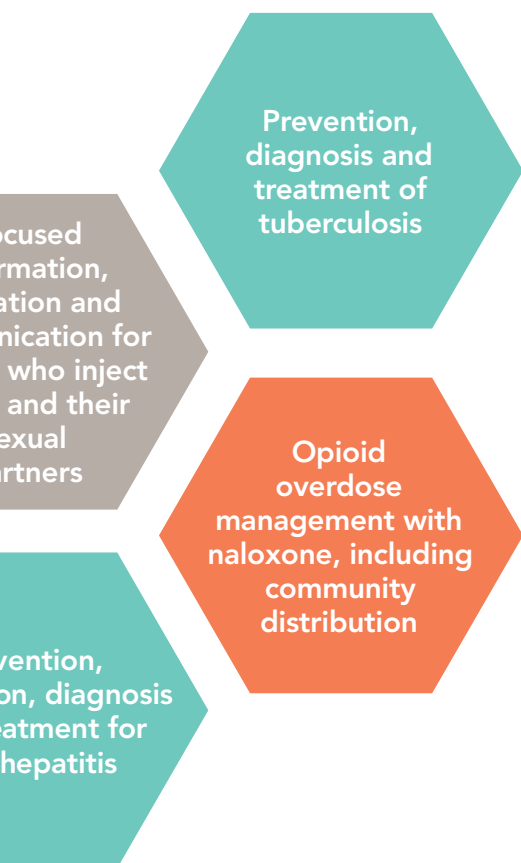 Prevention,
diagnosis and
treatment of
tuberculosis
ocused
rmation,
ation and
nication for
who inject
and their
exual
rtners
Opioid
overdose
management with
naloxone, including
community
distribution
vention,
on, diagnosis
eatment for
hepatitis